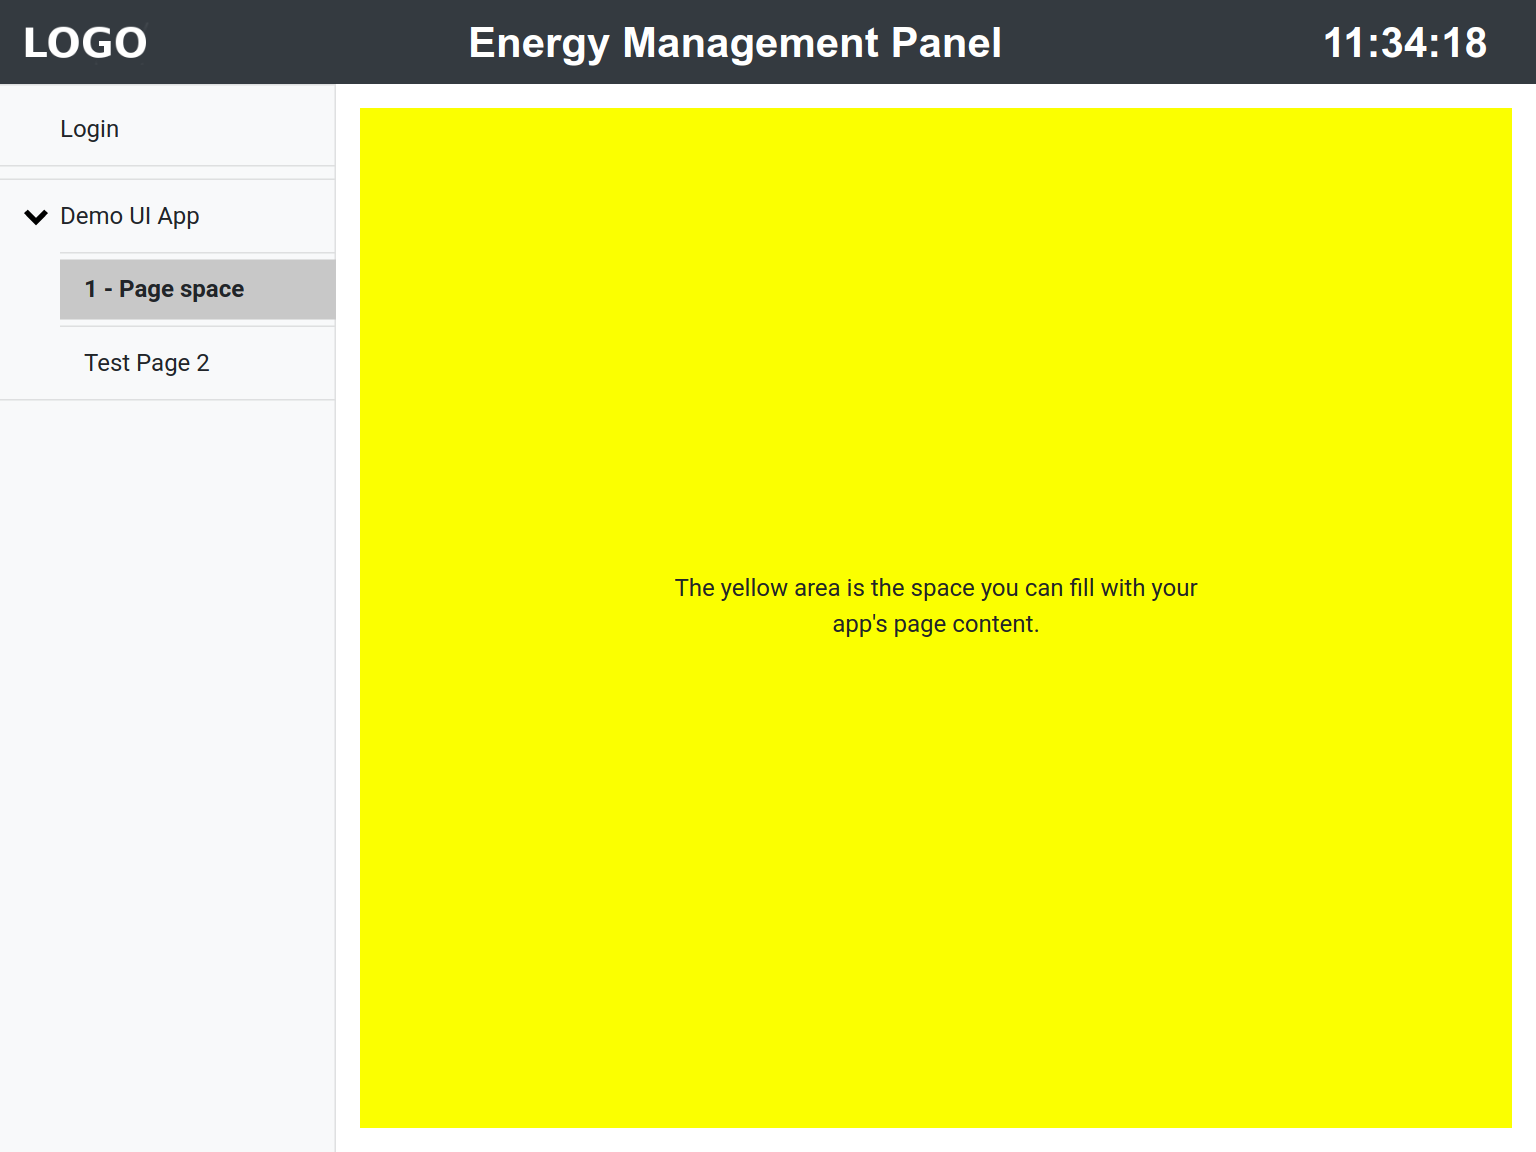 LOGO
Energy Management Panel
11:34:18
Login
Demo UI App
1 - Page space
Test Page 2
The yellow area is the space you can fill with your
app's page content.